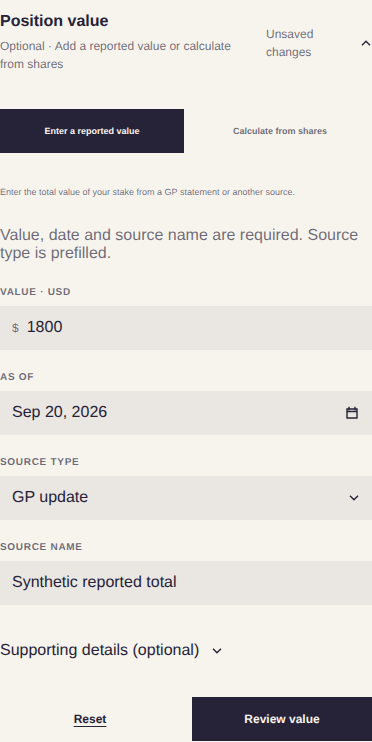 Position value
Optional · Add a reported value or calculate
from shares
Unsaved
changes
Enter a reported value
Calculate from shares
Enter the total value of your stake from a GP statement or another source.
Value, date and source name are required. Source
type is prefilled.
VALUE · USD
$ 1800
AS OF
Sep 20, 2026
SOURCE TYPE
GP update
SOURCE NAME
Synthetic reported total
Supporting details (optional)
Reset
Review value